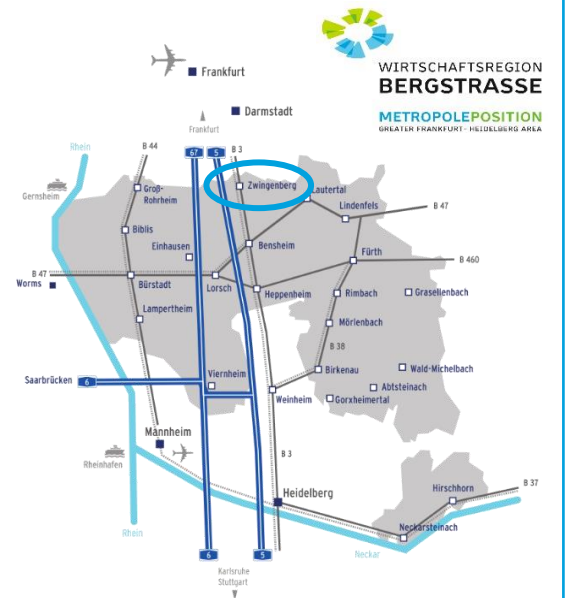 WIRTSCHAFTSREGION
BERGSTRASSE
METROPOLEPOSITION
GREATER FRANKFURT - HEIDELBERG AREA
Frankfurt
Darmstadt
Frankfurt
Rhein
B 44
67
5
B 3
Gernsheim
Groß-
Rohrheim
Zwingenberg
Lautertal
Lindenfels
B 47
Biblis
Einhausen
Bensheim
Fürth
B 460
B 47
Worms
Bürstadt
Lorsch
Heppenheim
Rimbach
Grasellenbach
Lampertheim
Mörlenbach
B 38
Saarbrücken
6
Viernheim
Birkenau
Wald-Michelbach
Weinheim
Abtsteinach
Gorxheimertal
Mannheim
B 3
Rheinhafen
Heidelberg
Hirschhorn
B 37
Rhein
Neckarsteinach
Neckar
6
5
Karlsruhe
Stuttgart